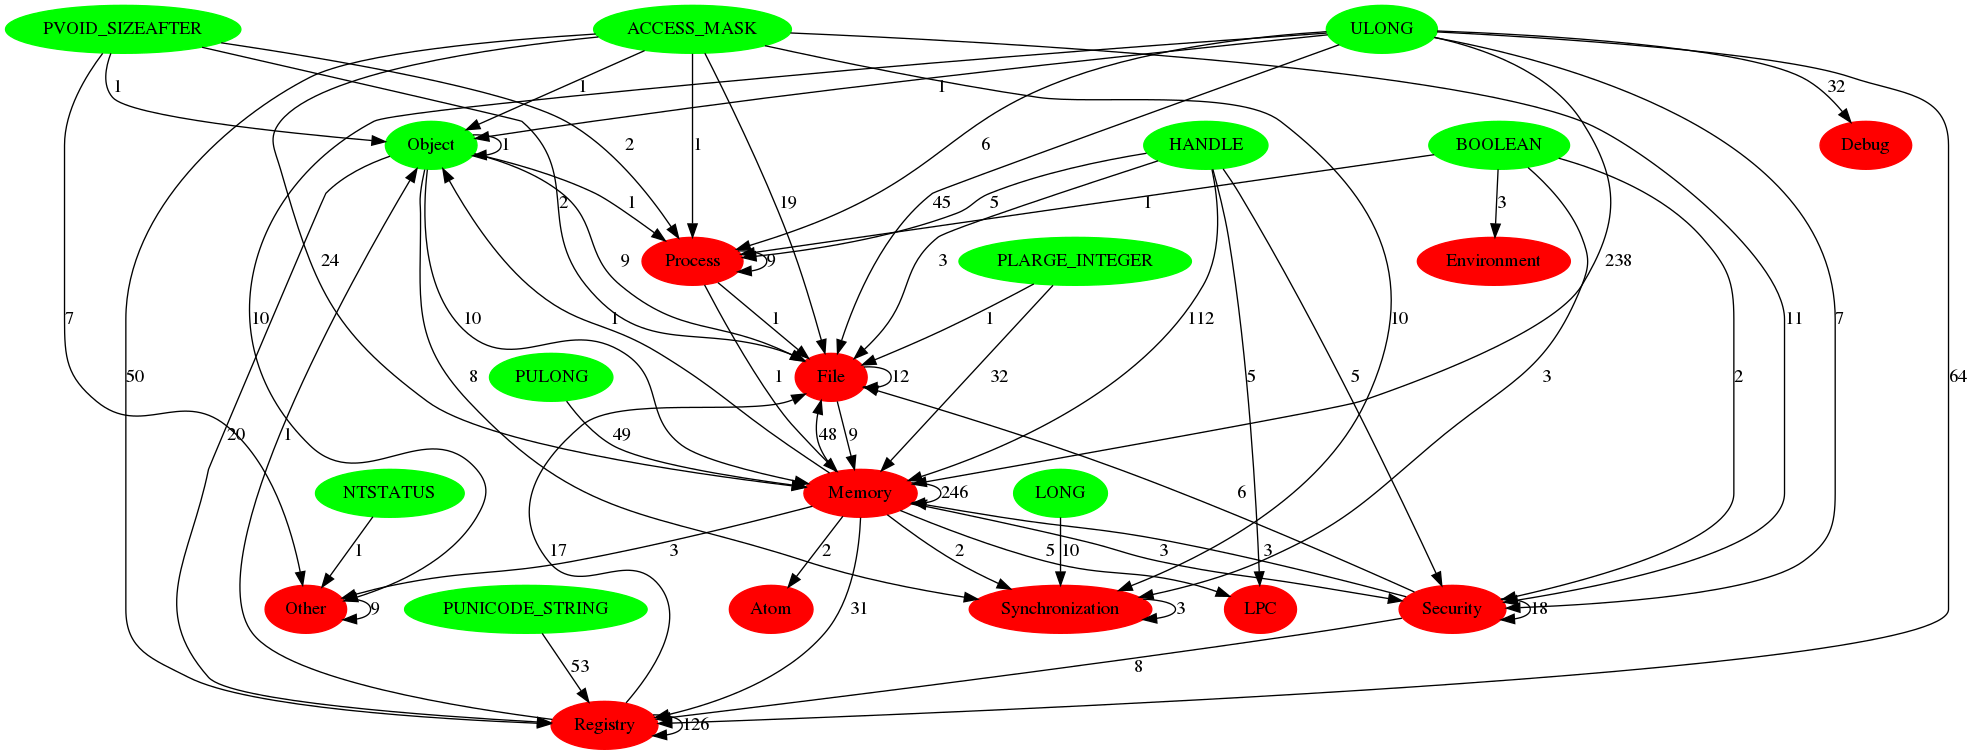 PVOID_SIZEAFTER ACCESS_MASK ULONG
1 1 1 32
Object 1 2 1 6 HANDLE BOOLEAN Debug
1 2 19 45 5 1 3 2
24 9 Process 9 3 PLARGE_INTEGER Environment 238
7 10 10 1 1 1 112 10 11 7
50 8 PULONG 1 File 12 32 5 5 3 2 64
20 1 49 48 9
NTSTATUS Memory 246 LONG 6
1 17 3 2 31 2 5 10 3 3
Other 9 PUNICODE_STRING Atom Synchronization 3 LPC Security 18
53 8
Registry 126